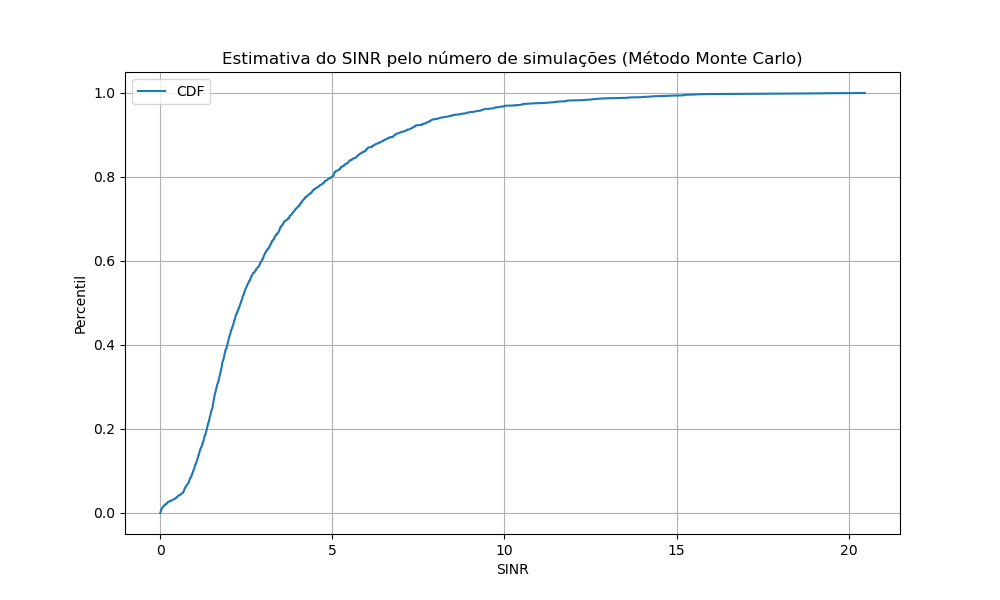 Estimativa do SINR pelo número de simulações (Método Monte Carlo)
CDF
1.0
0.8
0.6
0.4
0.2
0.0
Percentil
0 5 10 15 20
SINR